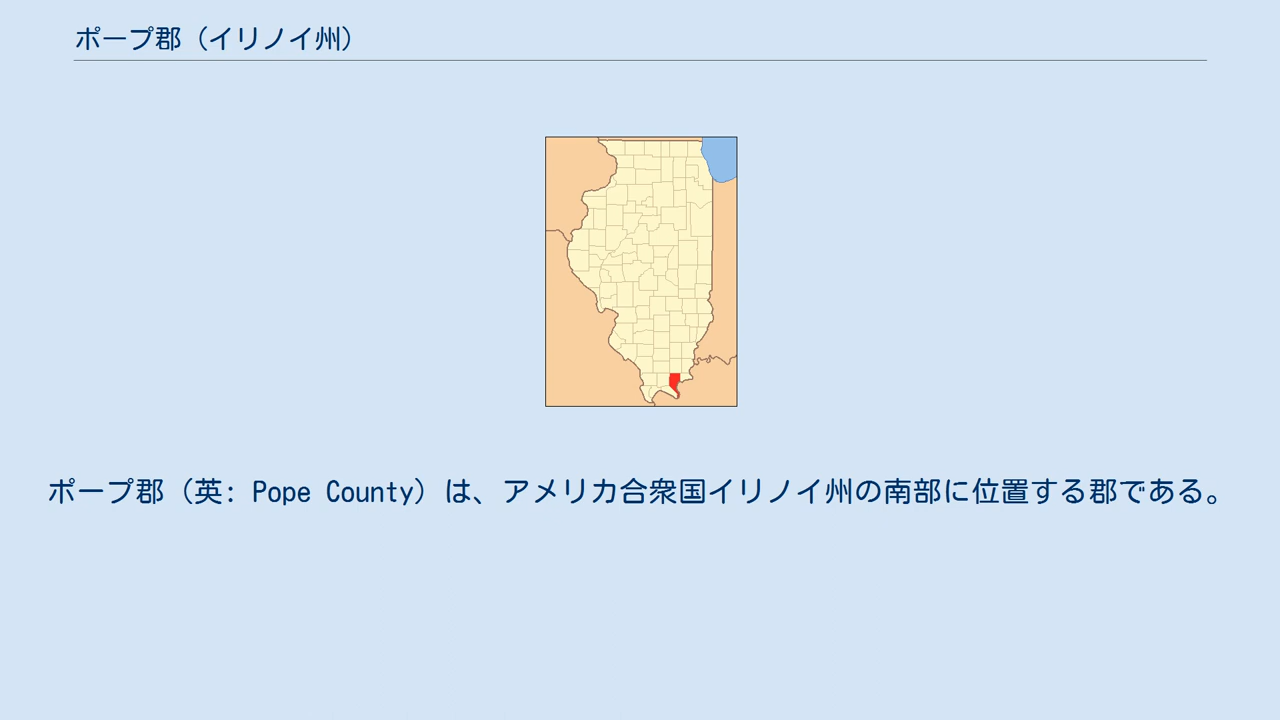 ポープ郡（イリノイ州）
ポープ郡（英: Pope County）は、アメリカ合衆国イリノイ州の南部に位置する郡である。